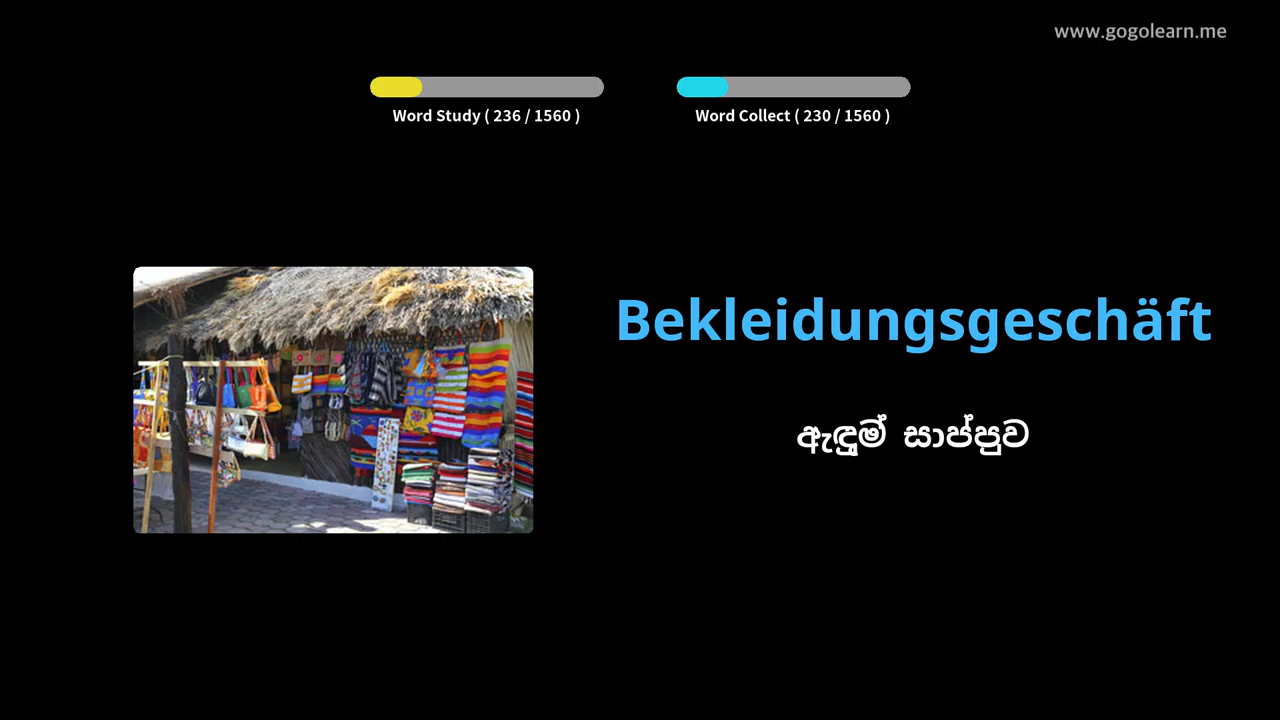 www.gogolearn.me
Word Study ( 236 / 1560 )
Word Collect ( 230 / 1560 )
Bekleidungsgeschäft
ඇඳුම් සාප්පුව